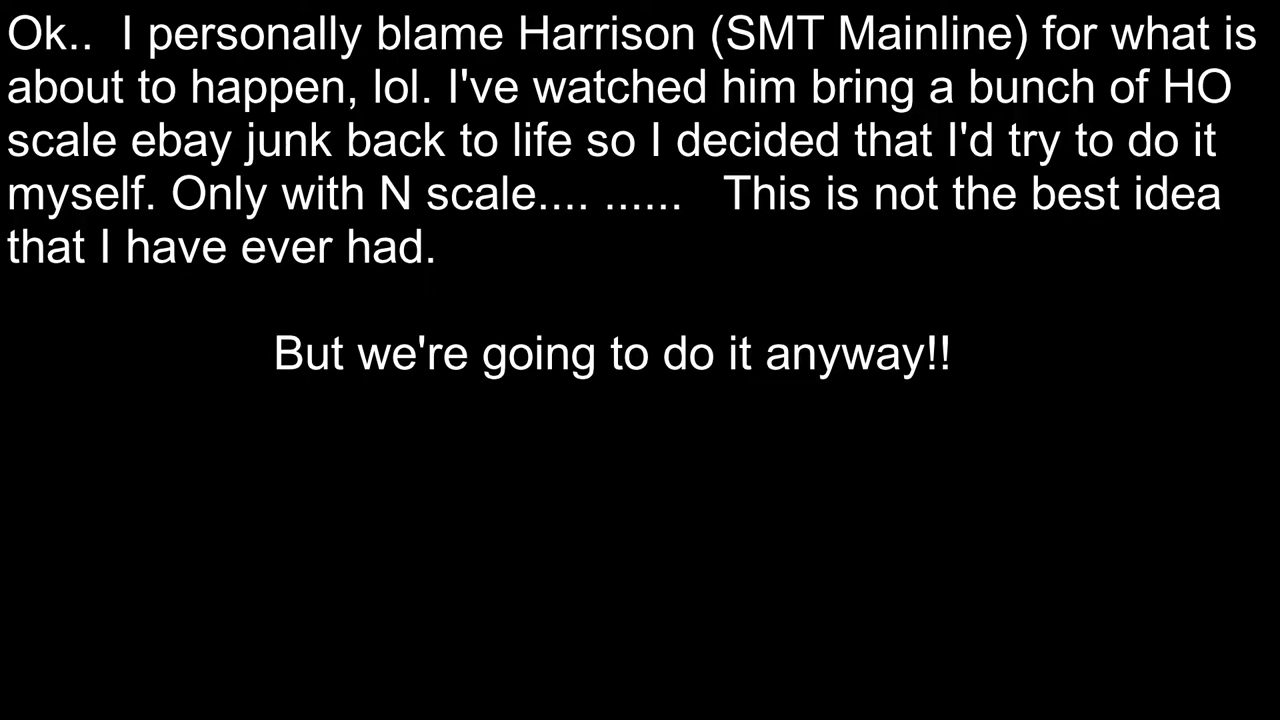 Ok..  I personally blame Harrison (SMT Mainline) for what is
about to happen, lol. I've watched him bring a bunch of HO
scale ebay junk back to life so I decided that I'd try to do it
myself. Only with N scale.... ......   This is not the best idea
that I have ever had.
But we're going to do it anyway!!